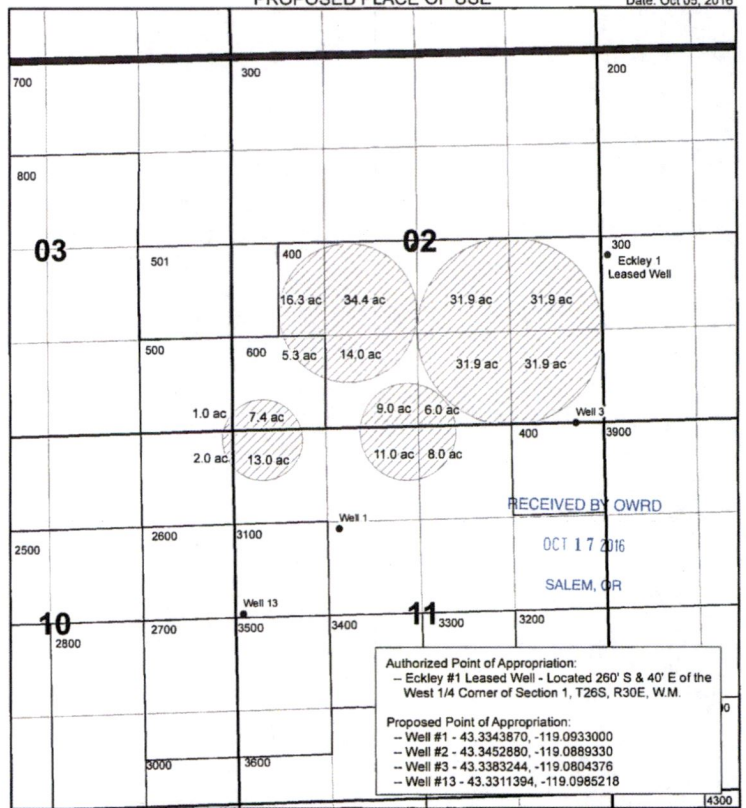 PROPOSED PLACE OF USE
Date: Oct 05, 2016
700
300
200
800
03
501
400
02
300
Eckley 1
Leased Well
16.3 ac
34.4 ac
31.9 ac
31.9 ac
500
600
5.3 ac
14.0 ac
31.9 ac
31.9 ac
1.0 ac
7.4 ac
9.0 ac
6.0 ac
Well 3
2.0 ac
13.0 ac
11.0 ac
8.0 ac
400
3900
RECEIVED BY OWRD
OCT 17 2016
SALEM, OR
2500
2600
3100
Well 1
Well 13
10
2800
2700
3500
3400
11
3300
3200
Authorized Point of Appropriation:
-- Eckley #1 Leased Well - Located 260' S & 40' E of the
West 1/4 Corner of Section 1, T26S, R30E, W.M.
Proposed Point of Appropriation:
-- Well #1 - 43.3343870, -119.0933000
-- Well #2 - 43.3452880, -119.0889330
-- Well #3 - 43.3383244, -119.0804376
-- Well #13 - 43.3311394, -119.0985218
3000
3600
4300